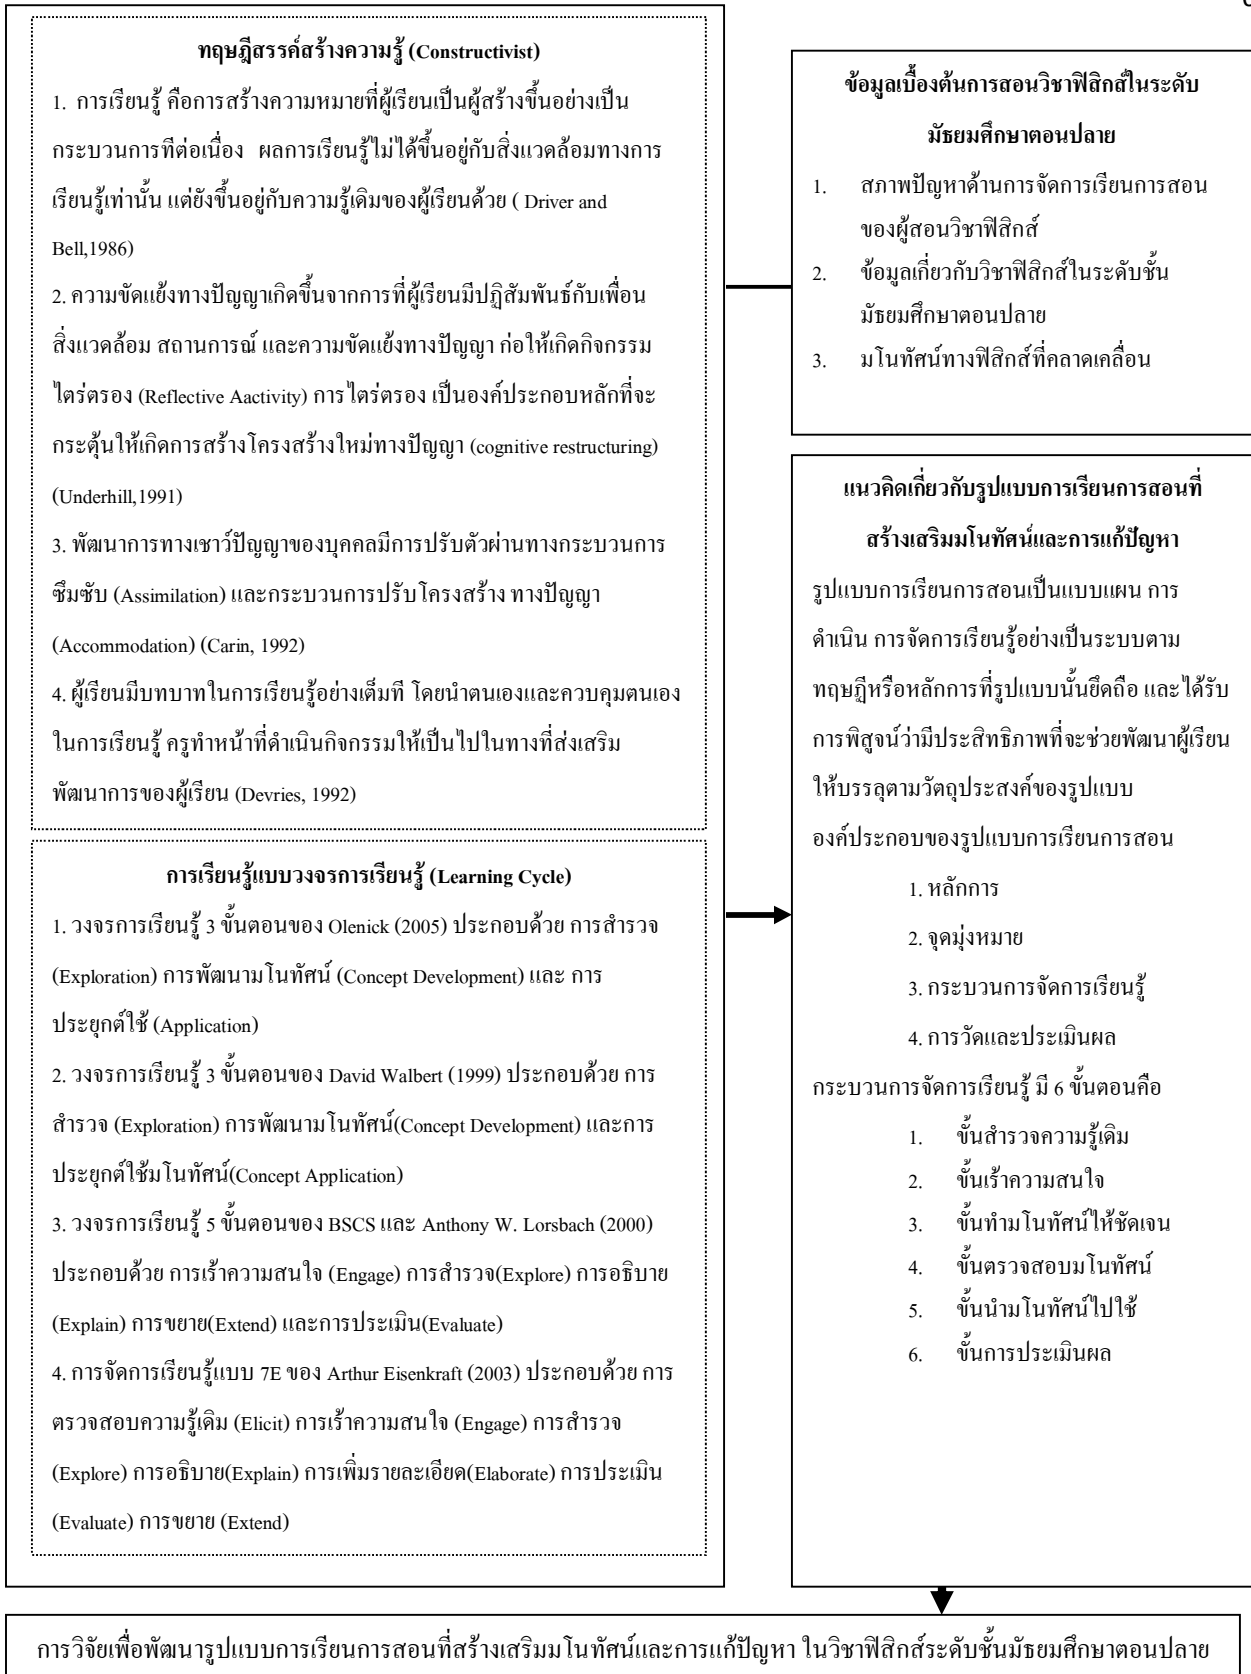 ทฤษฎีสรรค์สร้างความรู้ (Constructivist)
1. การเรียนรู้ คือการสร้างความหมายที่ผู้เรียนเป็นผู้สร้างขึ้นอย่างเป็น
กระบวนการที่ต่อเนื่อง ผลการเรียนรู้ไม่ได้ขึ้นอยู่กับสิ่งแวดล้อมทางการ
เรียนรู้เท่านั้น แต่ยังขึ้นอยู่กับความรู้เดิมของผู้เรียนด้วย ( Driver and
Bell,1986)
2. ความขัดแย้งทางปัญญาเกิดขึ้นจากการที่ผู้เรียนมีปฏิสัมพันธ์กับเพื่อน
สิ่งแวดล้อม สถานการณ์ และความขัดแย้งทางปัญญา ก่อให้เกิดกิจกรรม
ไตร่ตรอง (Reflective Aactivity) การไตร่ตรอง เป็นองค์ประกอบหลักที่จะ
กระตุ้นให้เกิดการสร้างโครงสร้างใหม่ทางปัญญา (cognitive restructuring)
(Underhill,1991)
3. พัฒนาการทางเชาว์ปัญญาของบุคคลมีการปรับตัวผ่านทางกระบวนการ
ซึมซับ (Assimilation) และกระบวนการปรับโครงสร้าง ทางปัญญา
(Accommodation) (Carin, 1992)
4. ผู้เรียนมีบทบาทในการเรียนรู้อย่างเต็มที่ โดยนำตนเองและควบคุมตนเอง
ในการเรียนรู้ ครูทำหน้าที่ดำเนินกิจกรรมให้เป็นไปในทางที่ส่งเสริม
พัฒนาการของผู้เรียน (Devries, 1992)
การเรียนรู้แบบวงจรการเรียนรู้ (Learning Cycle)
1. วงจรการเรียนรู้ 3 ขั้นตอนของ Olenick (2005) ประกอบด้วย การสำรวจ
(Exploration) การพัฒนามโนทัศน์ (Concept Development) และ การ
ประยุกต์ใช้ (Application)
2. วงจรการเรียนรู้ 3 ขั้นตอนของ David Walbert (1999) ประกอบด้วย การ
สำรวจ (Exploration) การพัฒนามโนทัศน์(Concept Development) และการ
ประยุกต์ใช้มโนทัศน์(Concept Application)
3. วงจรการเรียนรู้ 5 ขั้นตอนของ BSCS และ Anthony W. Lorsbach (2000)
ประกอบด้วย การเร้าความสนใจ (Engage) การสำรวจ(Explore) การอธิบาย
(Explain) การขยาย(Extend) และการประเมิน(Evaluate)
4. การจัดการเรียนรู้แบบ 7E ของ Arthur Eisenkraft (2003) ประกอบด้วย การ
ตรวจสอบความรู้เดิม (Elicit) การเร้าความสนใจ (Engage) การสำรวจ
(Explore) การอธิบาย(Explain) การเพิ่มรายละเอียด(Elaborate) การประเมิน
(Evaluate) การขยาย (Extend)
ข้อมูลเบื้องต้นการสอนวิชาฟิสิกส์ในระดับ
มัธยมศึกษาตอนปลาย
1. สภาพปัญหาด้านการจัดการเรียนการสอน
ของผู้สอนวิชาฟิสิกส์
2. ข้อมูลเกี่ยวกับวิชาฟิสิกส์ในระดับชั้น
มัธยมศึกษาตอนปลาย
3. มโนทัศน์ทางฟิสิกส์ที่คลาดเคลื่อน
แนวคิดเกี่ยวกับรูปแบบการเรียนการสอนที่
สร้างเสริมมโนทัศน์และการแก้ปัญหา
รูปแบบการเรียนการสอนเป็นแบบแผน การ
ดำเนิน การจัดการเรียนรู้อย่างเป็นระบบตาม
ทฤษฎีหรือหลักการที่รูปแบบนั้นยึดถือ และได้รับ
การพิสูจน์ว่ามีประสิทธิภาพที่จะช่วยพัฒนาผู้เรียน
ให้บรรลุตามวัตถุประสงค์ของรูปแบบ
องค์ประกอบของรูปแบบการเรียนการสอน
1. หลักการ
2. จุดมุ่งหมาย
3. กระบวนการจัดการเรียนรู้
4. การวัดและประเมินผล
กระบวนการจัดการเรียนรู้ มี 6 ขั้นตอนคือ
1. ขั้นสำรวจความรู้เดิม
2. ขั้นเร้าความสนใจ
3. ขั้นทำมโนทัศน์ให้ชัดเจน
4. ขั้นตรวจสอบมโนทัศน์
5. ขั้นนำมโนทัศน์ไปใช้
6. ขั้นการประเมินผล
การวิจัยเพื่อพัฒนารูปแบบการเรียนการสอนที่สร้างเสริมมโนทัศน์และการแก้ปัญหา ในวิชาฟิสิกส์ระดับชั้นมัธยมศึกษาตอนปลาย